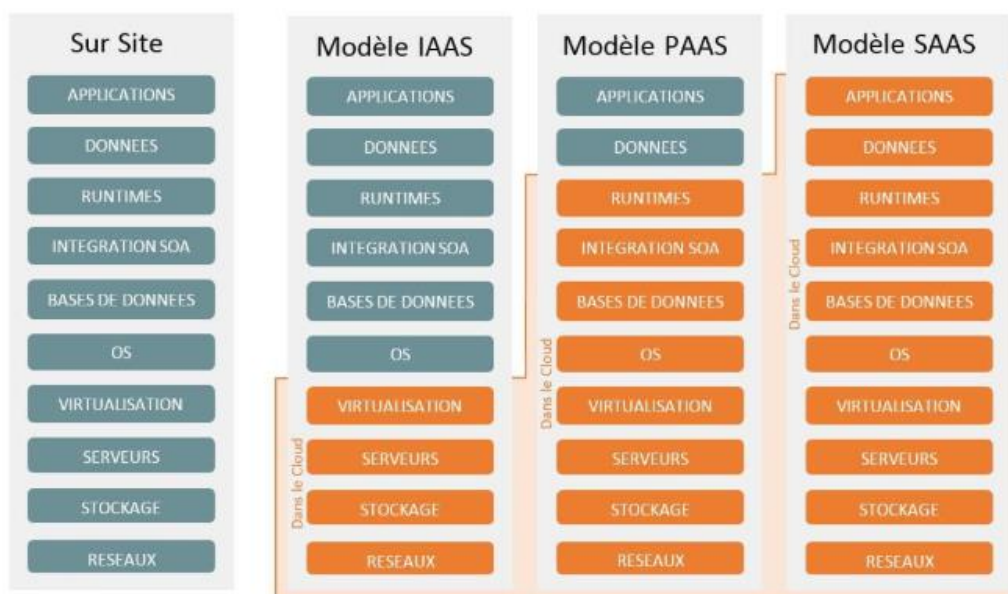 Sur Site
APPLICATIONS
DONNEES
RUNTIMES
INTEGRATION SOA
BASES DE DONNEES
OS
VIRTUALISATION
SERVEURS
STOCKAGE
RESEAUX
Modèle IAAS
APPLICATIONS
DONNEES
RUNTIMES
INTEGRATION SOA
BASES DE DONNEES
OS
VIRTUALISATION
SERVEURS
STOCKAGE
RESEAUX
Dans le Cloud
Modèle PAAS
APPLICATIONS
DONNEES
RUNTIMES
INTEGRATION SOA
BASES DE DONNEES
OS
VIRTUALISATION
SERVEURS
STOCKAGE
RESEAUX
Dans le Cloud
Modèle SAAS
APPLICATIONS
DONNEES
RUNTIMES
INTEGRATION SOA
BASES DE DONNEES
OS
VIRTUALISATION
SERVEURS
STOCKAGE
RESEAUX
Dans le Cloud